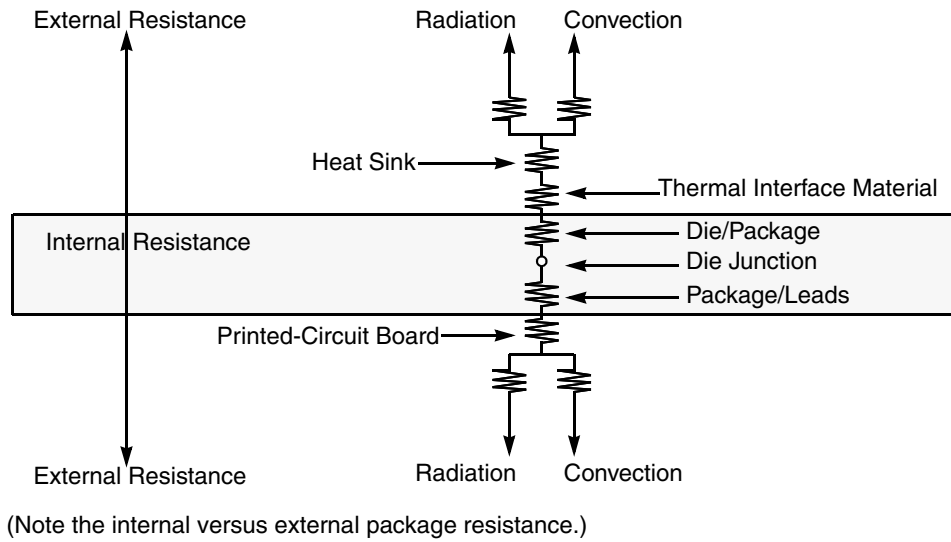 External Resistance
Radiation
Convection
Heat Sink
Thermal Interface Material
Internal Resistance
Die/Package
Die Junction
Package/Leads
Printed-Circuit Board
External Resistance
Radiation
Convection
(Note the internal versus external package resistance.)